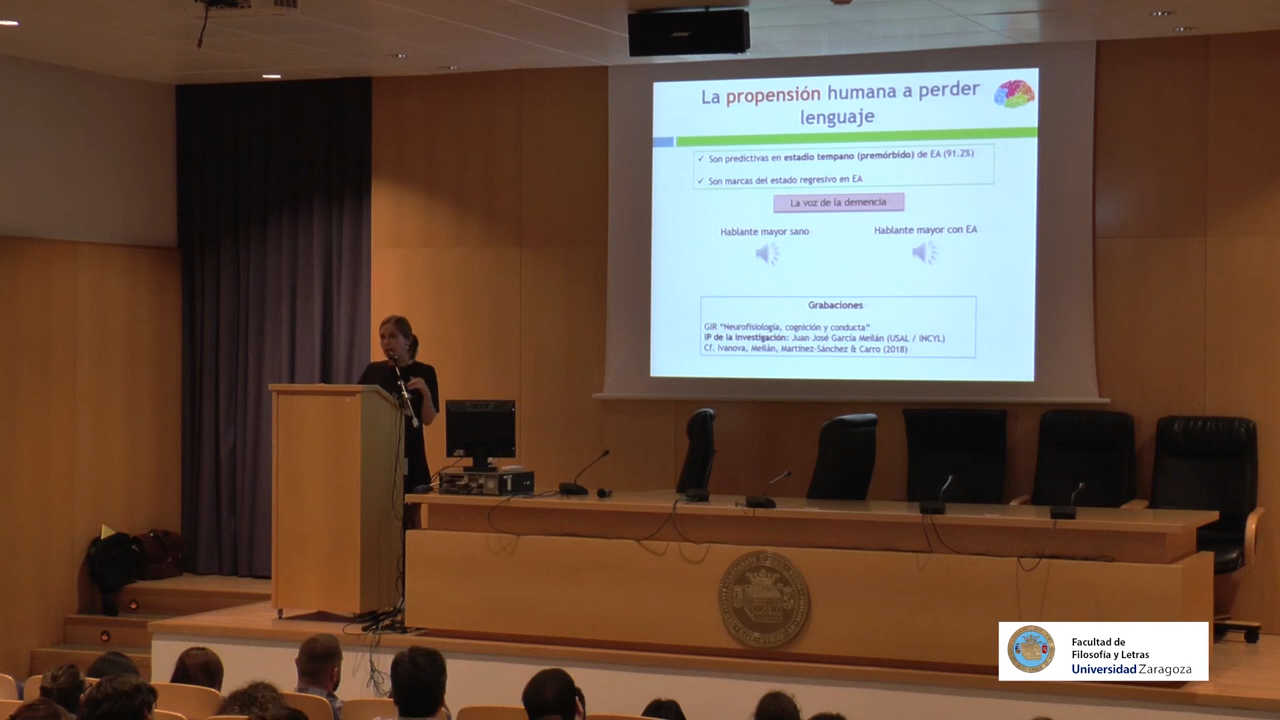 La propensión humana a perder
lenguaje
✓ Son predictivas en estadio tempano (premórbido) de EA (91.2%)
✓ Son marcas del estado regresivo en EA
La voz de la demencia
Hablante mayor sano
Hablante mayor con EA
Grabaciones
GIR "Neurofisiología, cognición y conducta"
IP de la investigación: Juan José García Meilán (USAL / INCYL)
Cf. Ivanova, Meilán, Martínez-Sánchez & Carro (2018)
Facultad de
Filosofía y Letras
Universidad Zaragoza